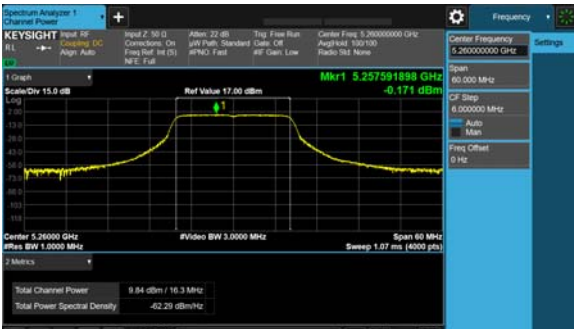 Spectrum Analyzer 1
Channel Power
Frequency
KEYSIGHT
Input: RF
Coupling: DC
Align: Auto
Input Z: 50 Ω
Corrections: On
Freq Ref: Int (S)
NFE: Full
Atten: 22 dB
µW Path: Standard
#PNO: Fast
Trig: Free Run
Gate: Off
#IF Gain: Low
Center Freq: 5.260000000 GHz
Avg|Hold: 100/100
Radio Std: None
Center Frequency
5.260000000 GHz
Settings
Span
60.000 MHz
CF Step
6.000000 MHz
Auto
Man
Freq Offset
0 Hz
1 Graph
Scale/Div 15.0 dB
Ref Value 17.00 dBm
Mkr1 5.257591898 GHz
-0.171 dBm
Log
1
Center 5.26000 GHz
#Res BW 1.0000 MHz
#Video BW 3.0000 MHz
Span 60 MHz
Sweep 1.07 ms (4000 pts)
2 Metrics
Total Channel Power
9.84 dBm / 16.3 MHz
Total Power Spectral Density
-62.29 dBm/Hz